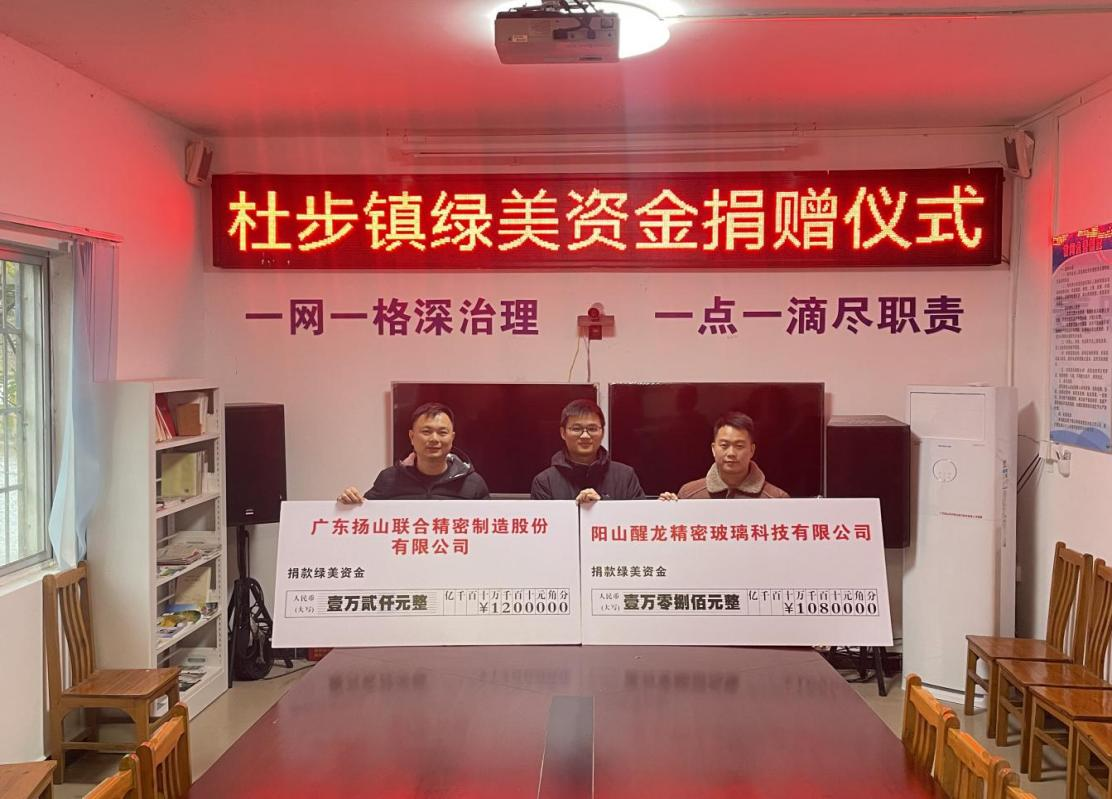 杜步镇绿美资金捐赠仪式
一网一格深治理
一点一滴尽职责
广东扬山联合精密制造股份
有限公司
捐款绿美资金
人民币
(大写)
壹万贰仟元整
亿千百十万千百十元角分
¥1200000
阳山醒龙精密玻璃科技有限公司
捐款绿美资金
人民币
(大写)
壹万零捌佰元整
亿千百十万千百十元角分
¥1080000